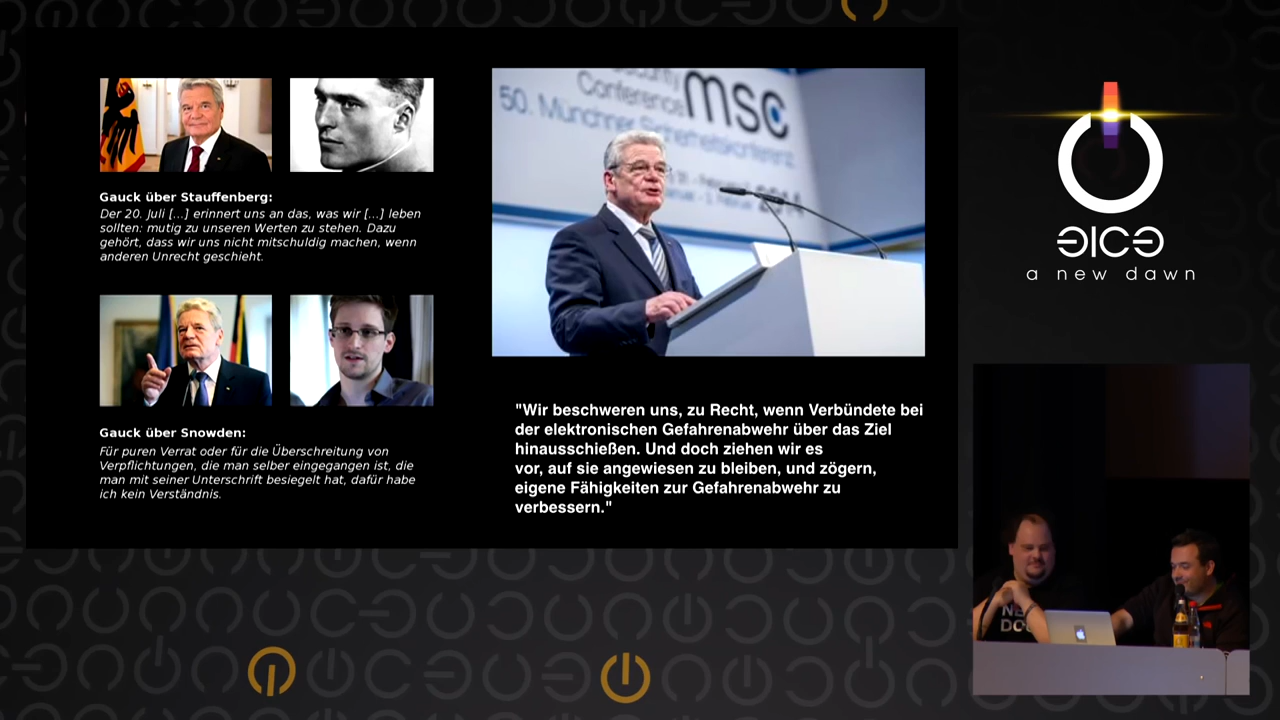 Gauck über Stauffenberg:
Der 20. Juli [...] erinnert uns an das, was wir [...] leben
sollten: mutig zu unseren Werten zu stehen. Dazu
gehört, dass wir uns nicht mitschuldig machen, wenn
anderen Unrecht geschieht.
Gauck über Snowden:
Für puren Verrat oder für die Überschreitung von
Verpflichtungen, die man selber eingegangen ist, die
man mit seiner Unterschrift besiegelt hat, dafür habe
ich kein Verständnis.
Security
Conference
msc
50. Münchner Sicherheitskonferenz
2014
"Wir beschweren uns, zu Recht, wenn Verbündete bei
der elektronischen Gefahrenabwehr über das Ziel
hinausschießen. Und doch ziehen wir es
vor, auf sie angewiesen zu bleiben, und zögern,
eigene Fähigkeiten zur Gefahrenabwehr zu
verbessern."
a new dawn